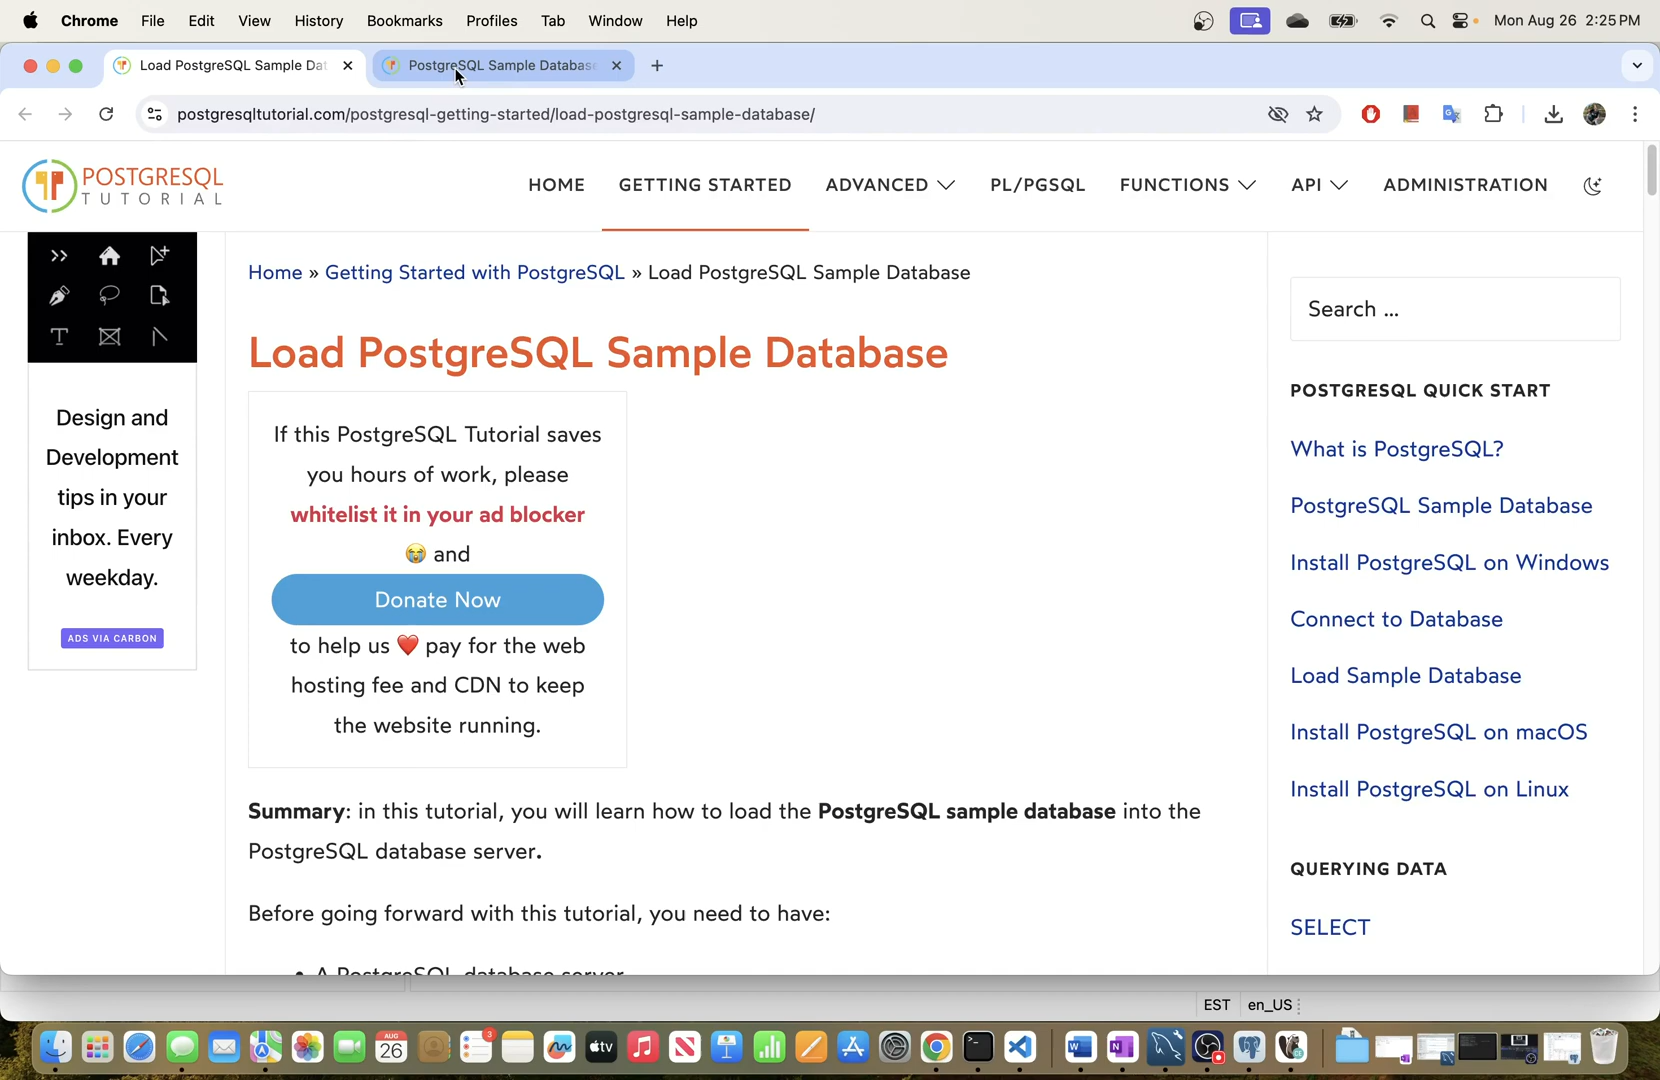 Chrome File Edit View History Bookmarks Profiles Tab Window Help Mon Aug 26 2:25 PM
Load PostgreSQL Sample Dat PostgreSQL Sample Database
postgresqltutorial.com/postgresql-getting-started/load-postgresql-sample-database/
POSTGRESQL
TUTORIAL
HOME GETTING STARTED ADVANCED PL/PGSQL FUNCTIONS API ADMINISTRATION
Home » Getting Started with PostgreSQL » Load PostgreSQL Sample Database
Load PostgreSQL Sample Database
If this PostgreSQL Tutorial saves
you hours of work, please
whitelist it in your ad blocker
😭 and
Donate Now
to help us ❤️ pay for the web
hosting fee and CDN to keep
the website running.
Summary: in this tutorial, you will learn how to load the PostgreSQL sample database into the
PostgreSQL database server.
Before going forward with this tutorial, you need to have:
• A PostgreSQL database server
Design and
Development
tips in your
inbox. Every
weekday.
ADS VIA CARBON
Search ...
POSTGRESQL QUICK START
What is PostgreSQL?
PostgreSQL Sample Database
Install PostgreSQL on Windows
Connect to Database
Load Sample Database
Install PostgreSQL on macOS
Install PostgreSQL on Linux
QUERYING DATA
SELECT
EST en_US
AUG
26
3
tv